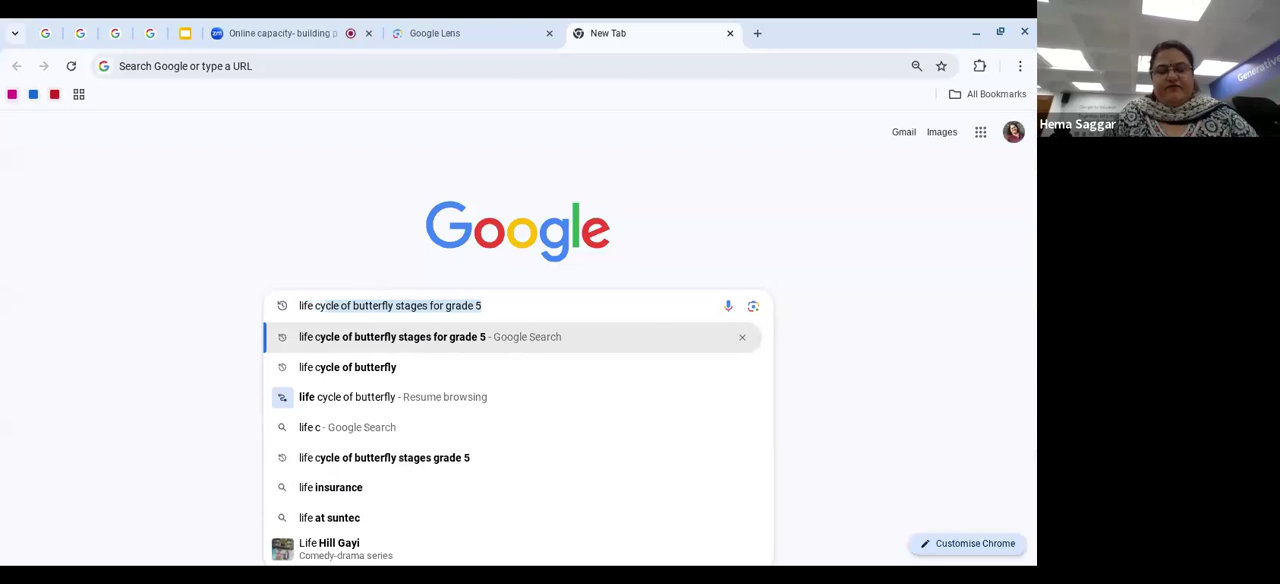 Online capacity- building p
Google Lens
New Tab
Search Google or type a URL
All Bookmarks
Gmail
Images
Google
life cycle of butterfly stages for grade 5
life cycle of butterfly stages for grade 5 - Google Search
life cycle of butterfly
life cycle of butterfly - Resume browsing
life c - Google Search
life cycle of butterfly stages grade 5
life insurance
life at suntec
Life Hill Gayi
Comedy-drama series
Customise Chrome
Generative
Hema Saggar